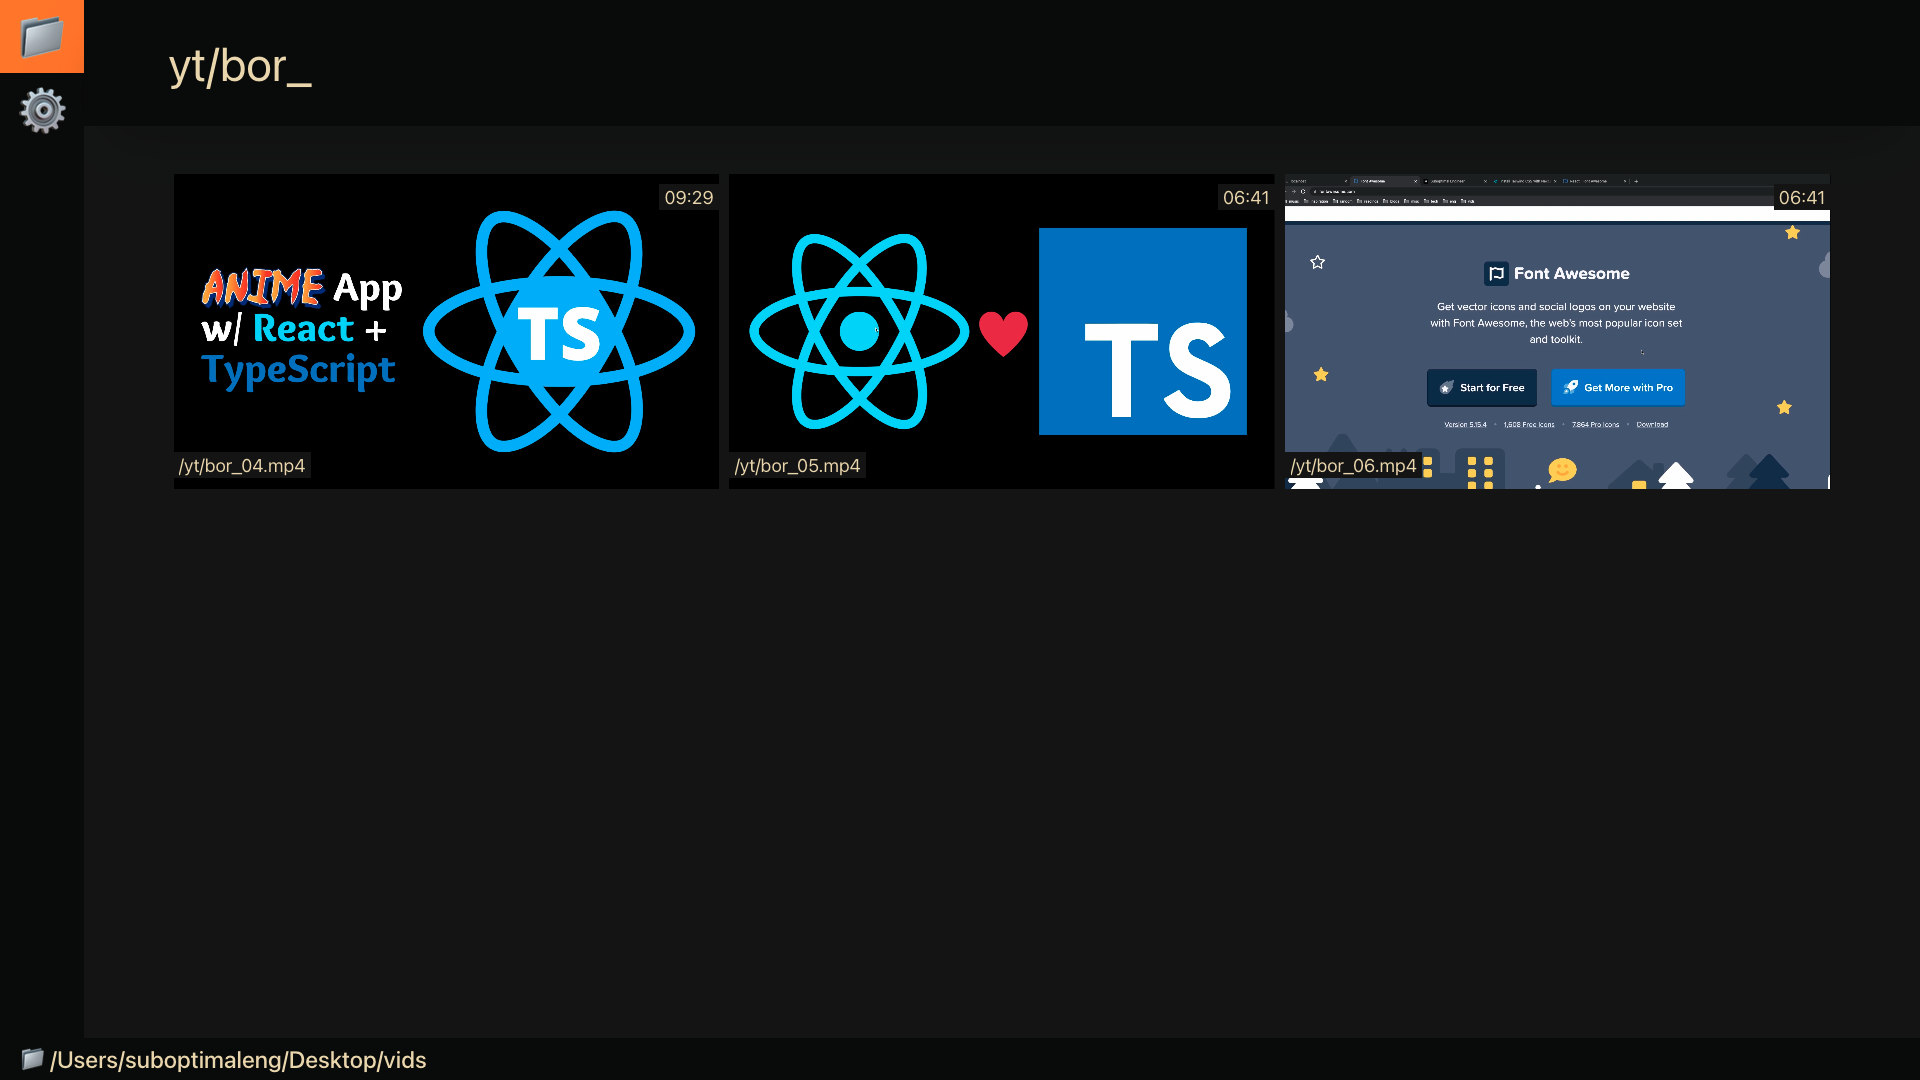 yt/bor_
09:29
ANIME App
w/ React +
TypeScript
TS
/yt/bor_04.mp4
06:41
TS
/yt/bor_05.mp4
06:41
Font Awesome
Get vector icons and social logos on your website
with Font Awesome, the web's most popular icon set
and toolkit.
Start for Free
Get More with Pro
Version 5.15.4 · 1,608 Free Icons · 7,864 Pro Icons · Download
/yt/bor_06.mp4
/Users/suboptimaleng/Desktop/vids